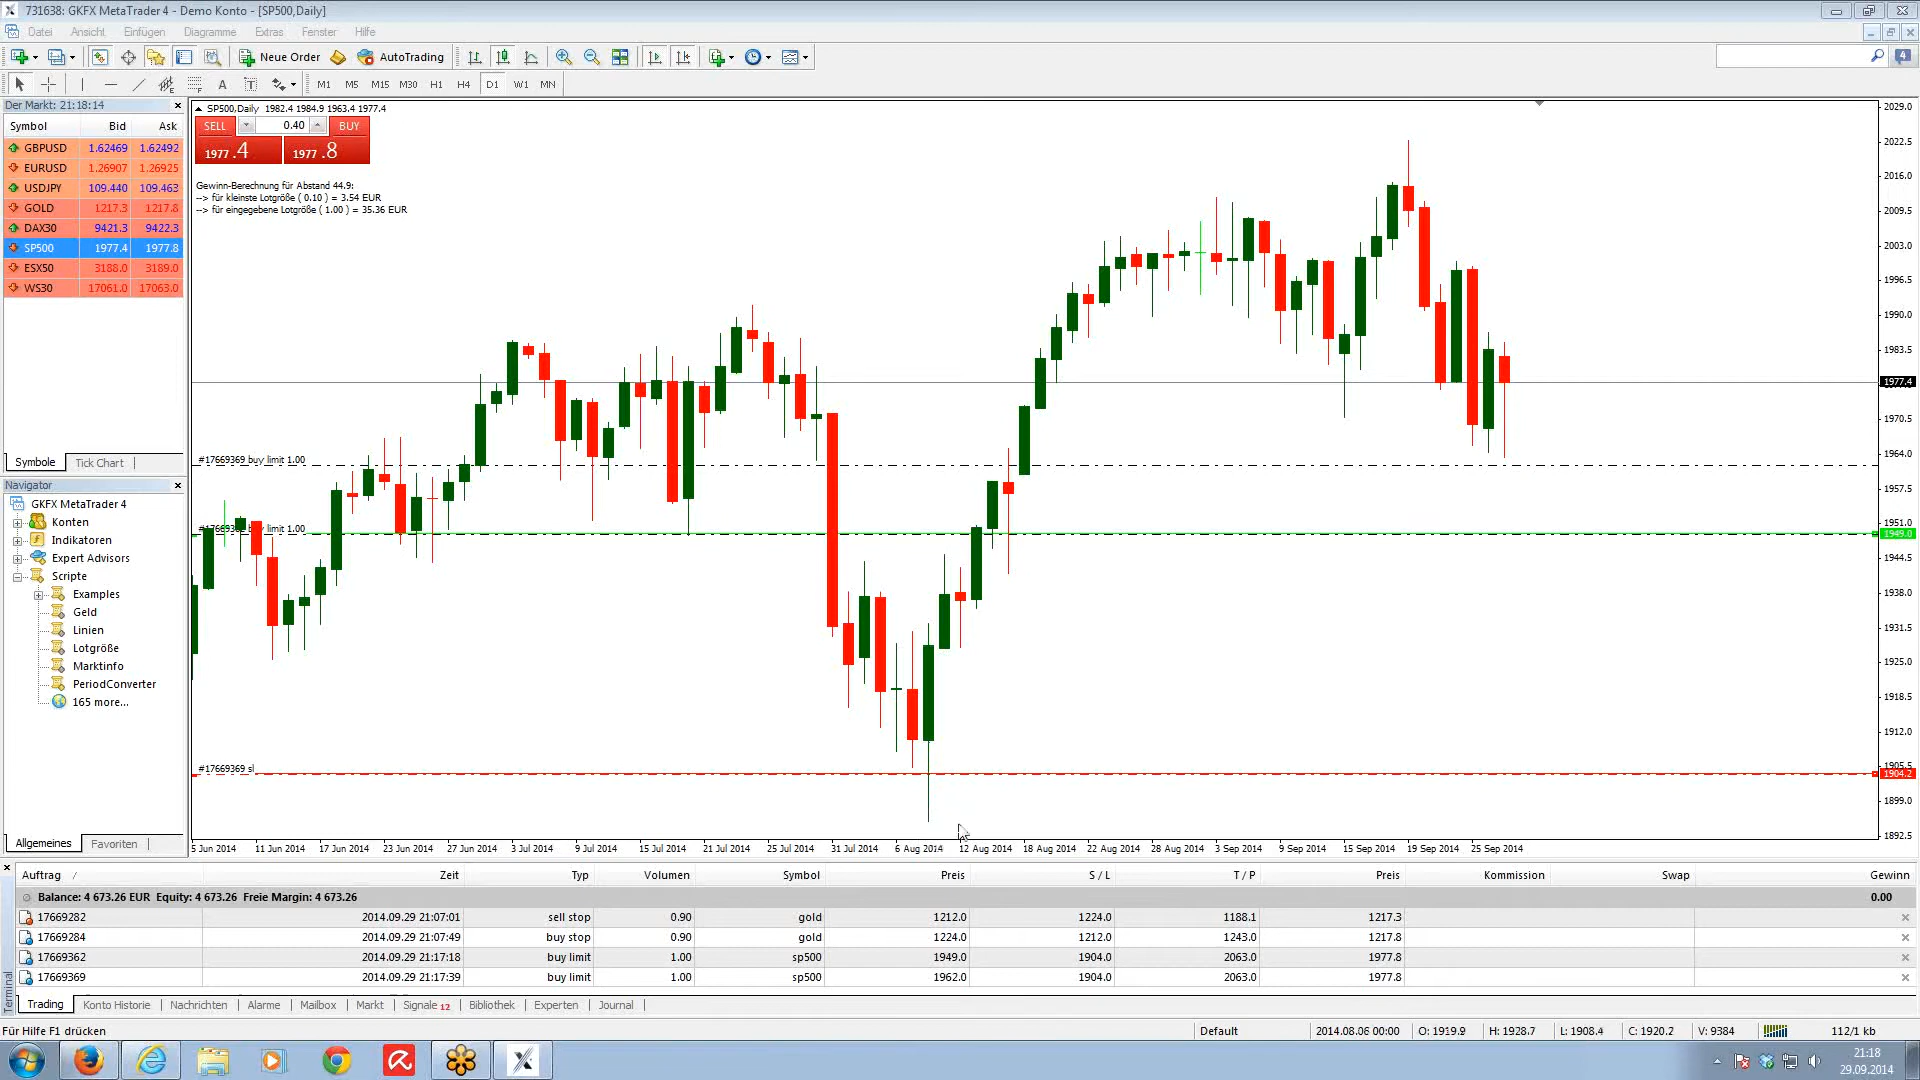 731638: GKFX MetaTrader 4 - Demo Konto - [SP500,Daily]
Datei Ansicht Einfügen Diagramme Extras Fenster Hilfe
Neue Order AutoTrading 4
A T M1 M5 M15 M30 H1 H4 D1 W1 MN
Der Markt: 21:18:14
Symbol Bid Ask
GBPUSD 1.62469 1.62492
EURUSD 1.26907 1.26925
USDJPY 109.440 109.463
GOLD 1217.3 1217.8
DAX30 9421.3 9422.3
SP500 1977.4 1977.8
ESX50 3188.0 3189.0
WS30 17061.0 17063.0
Symbole Tick Chart
Navigator
GKFX MetaTrader 4
Konten
Indikatoren
Expert Advisors
Scripte
Examples
Geld
Linien
Lotgröße
Marktinfo
PeriodConverter
165 more...
Allgemeines Favoriten
SP500,Daily 1982.4 1984.9 1963.4 1977.4
SELL 0.40 BUY
1977.4 1977.8
Gewinn-Berechnung für Abstand 44.9:
--> für kleinste Lotgröße ( 0.10 ) = 3.54 EUR
--> für eingegebene Lotgröße ( 1.00 ) = 35.36 EUR
#17669369 buy limit 1.00
#17669362 buy limit 1.00
#17669369 sl
2029.0
2022.5
2016.0
2009.5
2003.0
1996.5
1990.0
1983.5
1977.4
1970.5
1964.0
1957.5
1951.0
1949.0
1944.5
1938.0
1931.5
1925.0
1918.5
1912.0
1904.2
1899.0
1892.5
5 Jun 2014 11 Jun 2014 17 Jun 2014 23 Jun 2014 27 Jun 2014 3 Jul 2014 9 Jul 2014 15 Jul 2014 21 Jul 2014 25 Jul 2014 31 Jul 2014 6 Aug 2014 12 Aug 2014 18 Aug 2014 22 Aug 2014 28 Aug 2014 3 Sep 2014 9 Sep 2014 15 Sep 2014 19 Sep 2014 25 Sep 2014
Auftrag / Zeit Typ Volumen Symbol Preis S / L T / P Preis Kommission Swap Gewinn
Balance: 4 673.26 EUR Equity: 4 673.26 Freie Margin: 4 673.26 0.00
17669282 2014.09.29 21:07:01 sell stop 0.90 gold 1212.0 1224.0 1188.1 1217.3
17669284 2014.09.29 21:07:49 buy stop 0.90 gold 1224.0 1212.0 1243.0 1217.8
17669362 2014.09.29 21:17:18 buy limit 1.00 sp500 1949.0 1904.0 2063.0 1977.8
17669369 2014.09.29 21:17:39 buy limit 1.00 sp500 1962.0 1904.0 2063.0 1977.8
Terminal
Trading Konto Historie Nachrichten Alarme Mailbox Markt Signale 12 Bibliothek Experten Journal
Für Hilfe F1 drücken Default 2014.08.06 00:00 O: 1919.9 H: 1928.7 L: 1908.4 C: 1920.2 V: 9384 112/1 kb
21:18
29.09.2014